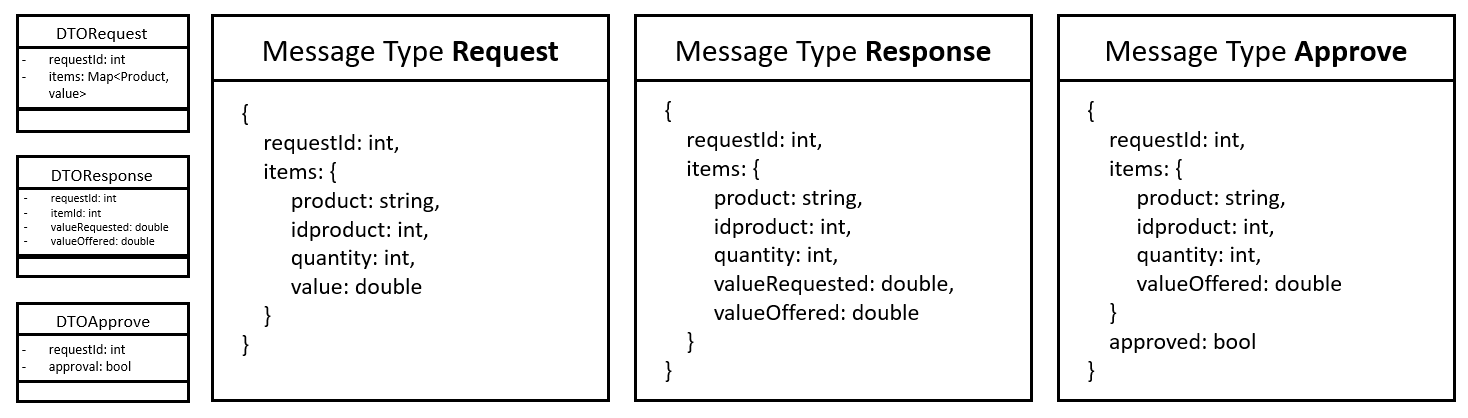 DTORequest
- requestId: int
- items: Map<Product,
value>
DTOResponse
- requestId: int
- itemId: int
- valueRequested: double
- valueOffered: double
DTOApprove
- requestId: int
- approval: bool
Message Type Request
{
requestId: int,
items: {
product: string,
idproduct: int,
quantity: int,
value: double
}
}
Message Type Response
{
requestId: int,
items: {
product: string,
idproduct: int,
quantity: int,
valueRequested: double,
valueOffered: double
}
}
Message Type Approve
{
requestId: int,
items: {
product: string,
idproduct: int,
quantity: int,
valueOffered: double
}
approved: bool
}